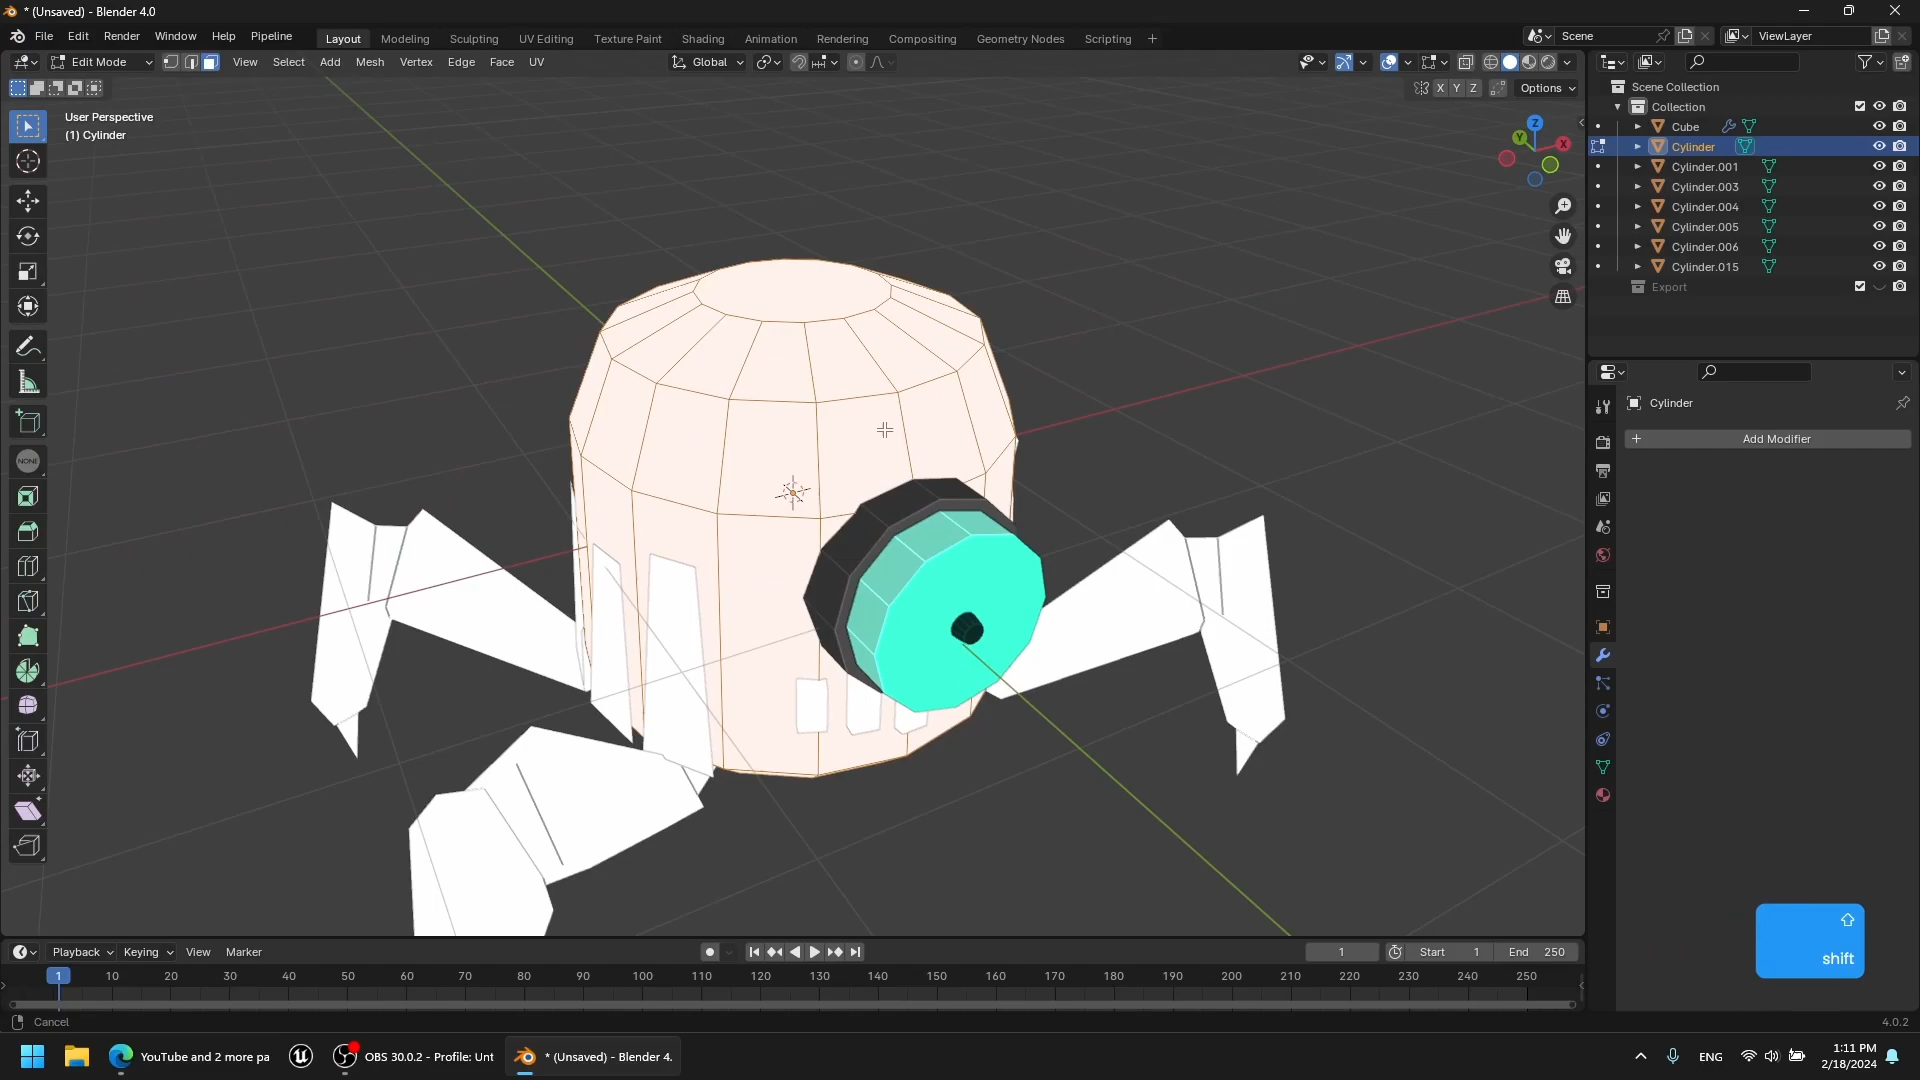 * (Unsaved) - Blender 4.0
File Edit Render Window Help Pipeline
Layout Modeling Sculpting UV Editing Texture Paint Shading Animation Rendering Compositing Geometry Nodes Scripting +
Scene
ViewLayer
Edit Mode
View Select Add Mesh Vertex Edge Face UV
Global
X Y Z
Options
User Perspective
(1) Cylinder
Z
Y
X
NONE
Scene Collection
Collection
Cube
Cylinder
Cylinder.001
Cylinder.003
Cylinder.004
Cylinder.005
Cylinder.006
Cylinder.015
Export
Cylinder
+ Add Modifier
shift
Playback Keying View Marker
1
Start 1
End 250
1 10 20 30 40 50 60 70 80 90 100 110 120 130 140 150 160 170 180 190 200 210 220 230 240 250
Cancel
4.0.2
YouTube and 2 more pa
OBS 30.0.2 - Profile: Unt
* (Unsaved) - Blender 4.
ENG
1:11 PM
2/18/2024